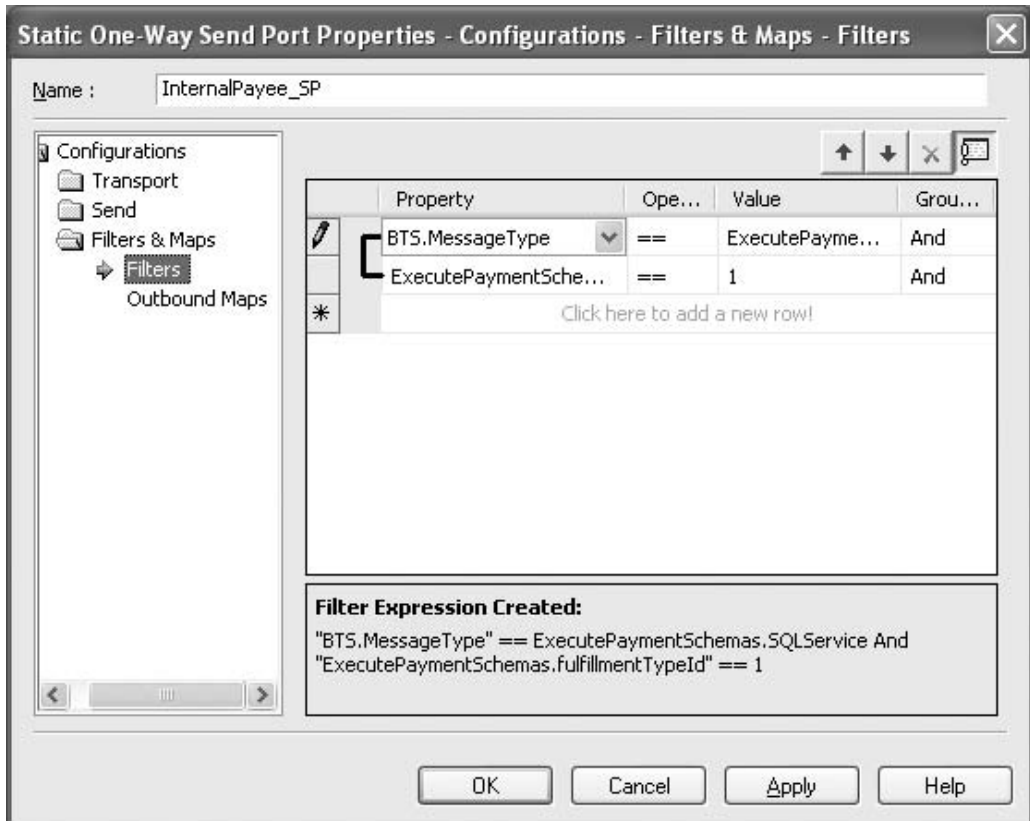 Static One-Way Send Port Properties - Configurations - Filters & Maps - Filters
Name : InternalPayee_SP
Configurations
Transport
Send
Filters & Maps
Filters
Outbound Maps
Property Ope... Value Grou...
BTS.MessageType == ExecutePayme... And
ExecutePaymentSche... == 1 And
Click here to add a new row!
Filter Expression Created:
"BTS.MessageType" == ExecutePaymentSchemas.SQLService And
"ExecutePaymentSchemas.fulfillmentTypeId" == 1
OK Cancel Apply Help